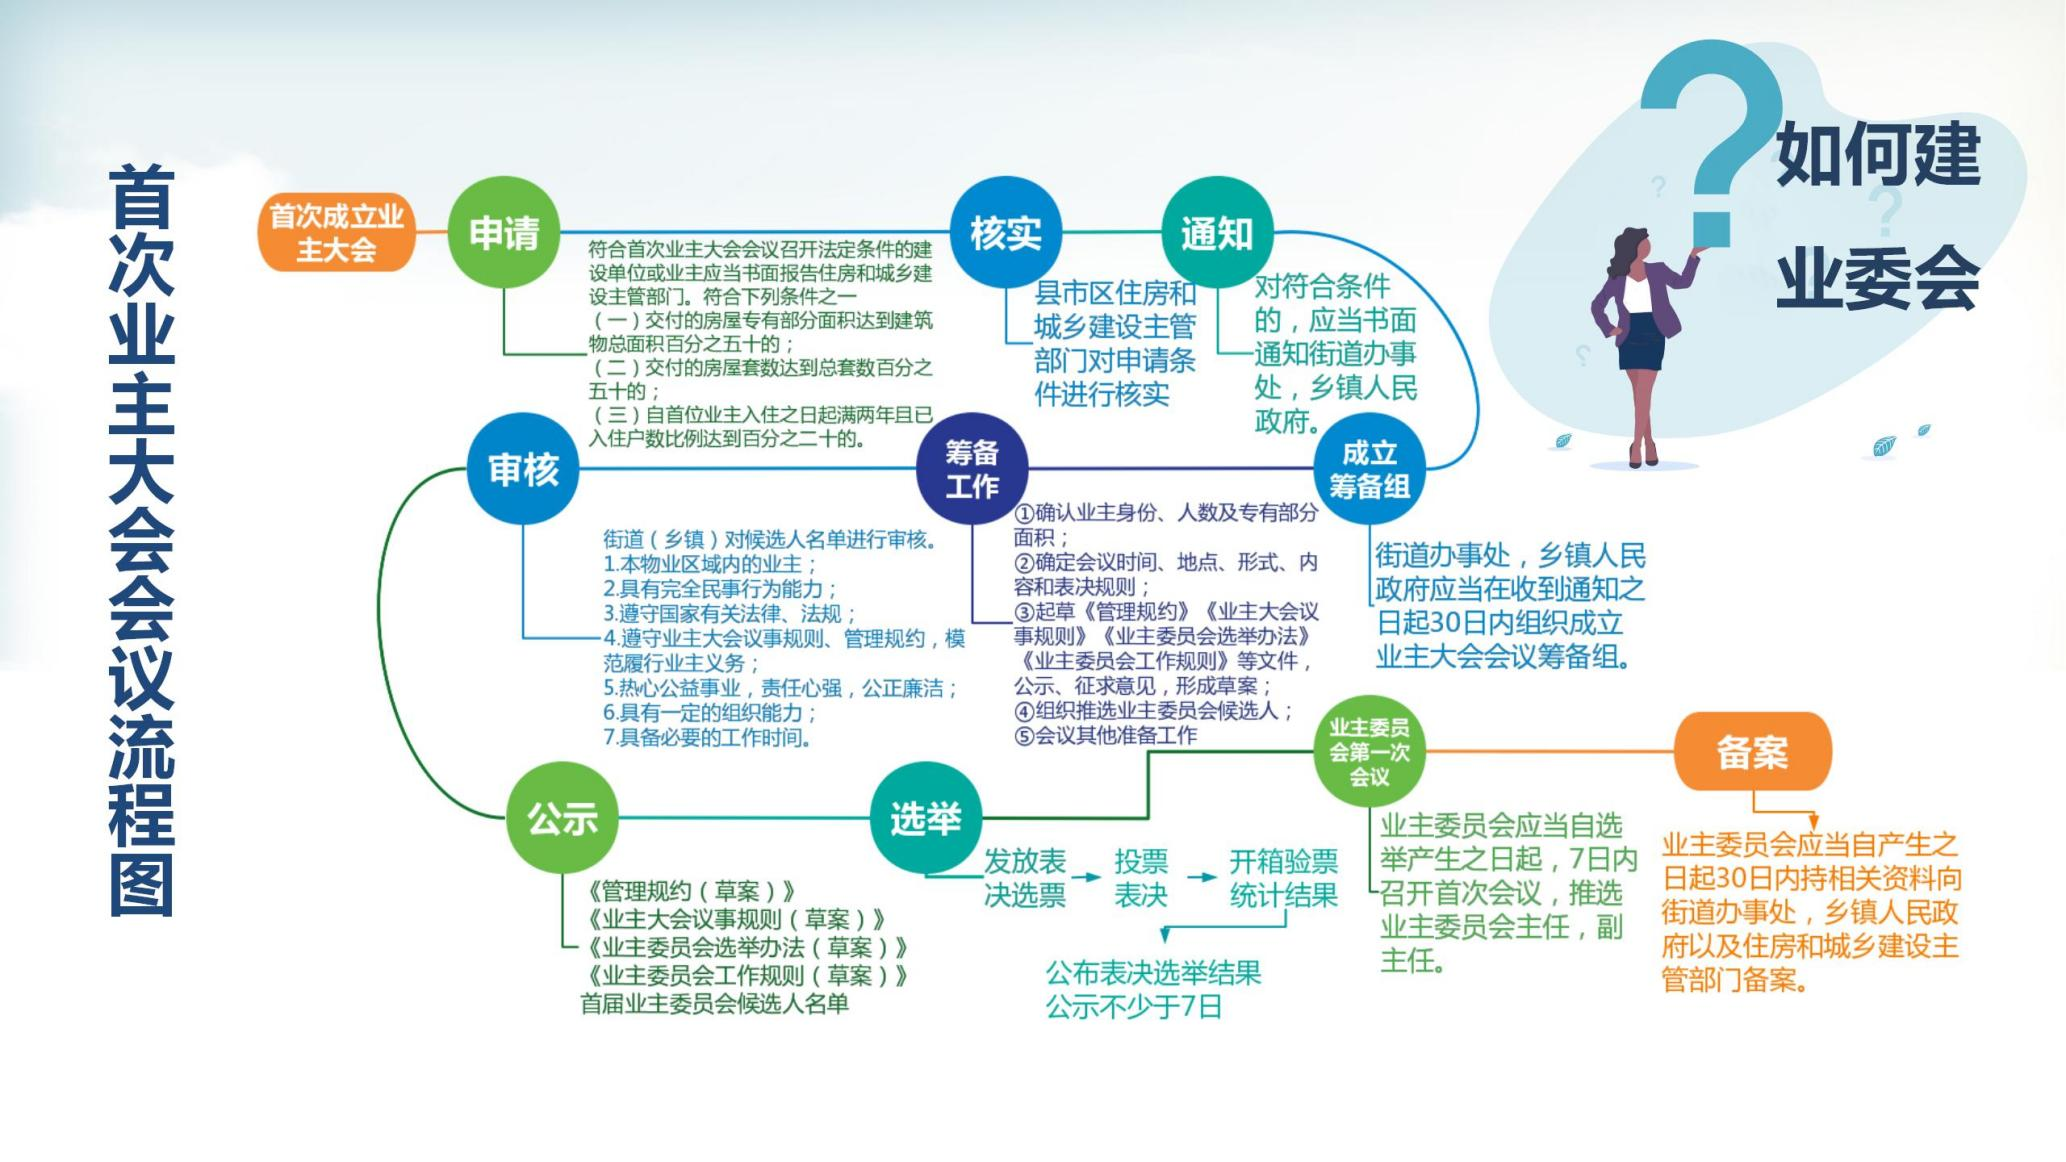 首次业主大会会议流程图
如何建
业委会
首次成立业
主大会
申请
符合首次业主大会会议召开法定条件的建
设单位或业主应当书面报告住房和城乡建
设主管部门。符合下列条件之一
（一）交付的房屋专有部分面积达到建筑
物总面积百分之五十的；
（二）交付的房屋套数达到总套数百分之
五十的；
（三）自首位业主入住之日起满两年且已
入住户数比例达到百分之二十的。
核实
县市区住房和
城乡建设主管
部门对申请条
件进行核实
通知
对符合条件
的，应当书面
通知街道办事
处，乡镇人民
政府。
成立
筹备组
街道办事处，乡镇人民
政府应当在收到通知之
日起30日内组织成立
业主大会会议筹备组。
筹备
工作
①确认业主身份、人数及专有部分
面积；
②确定会议时间、地点、形式、内
容和表决规则；
③起草《管理规约》《业主大会议
事规则》《业主委员会选举办法》
《业主委员会工作规则》等文件，
公示、征求意见，形成草案；
④组织推选业主委员会候选人；
⑤会议其他准备工作
审核
街道（乡镇）对候选人名单进行审核。
1.本物业区域内的业主；
2.具有完全民事行为能力；
3.遵守国家有关法律、法规；
4.遵守业主大会议事规则、管理规约，模
范履行业主义务；
5.热心公益事业，责任心强，公正廉洁；
6.具有一定的组织能力；
7.具备必要的工作时间。
公示
《管理规约（草案）》
《业主大会议事规则（草案）》
《业主委员会选举办法（草案）》
《业主委员会工作规则（草案）》
首届业主委员会候选人名单
选举
发放表
决选票
投票
表决
开箱验票
统计结果
公布表决选举结果
公示不少于7日
业主委员
会第一次
会议
业主委员会应当自选
举产生之日起，7日内
召开首次会议，推选
业主委员会主任，副
主任。
备案
业主委员会应当自产生之
日起30日内持相关资料向
街道办事处，乡镇人民政
府以及住房和城乡建设主
管部门备案。